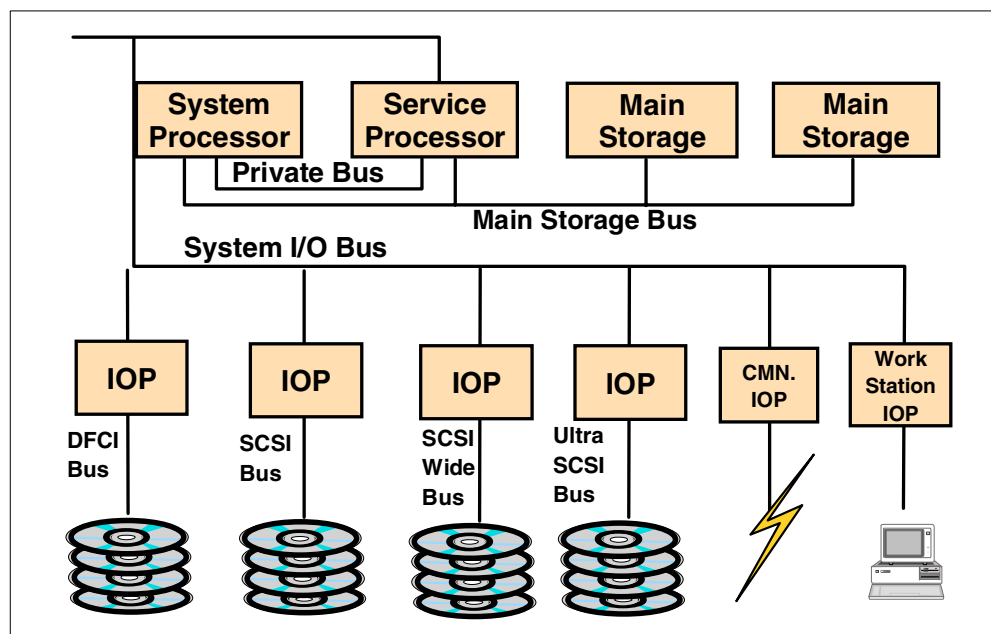 System
Processor
Service
Processor
Main
Storage
Main
Storage
Private Bus
Main Storage Bus
System I/O Bus
IOP
IOP
IOP
IOP
CMN.
IOP
Work
Station
IOP
DFCI
Bus
SCSI
Bus
SCSI
Wide
Bus
Ultra
SCSI
Bus